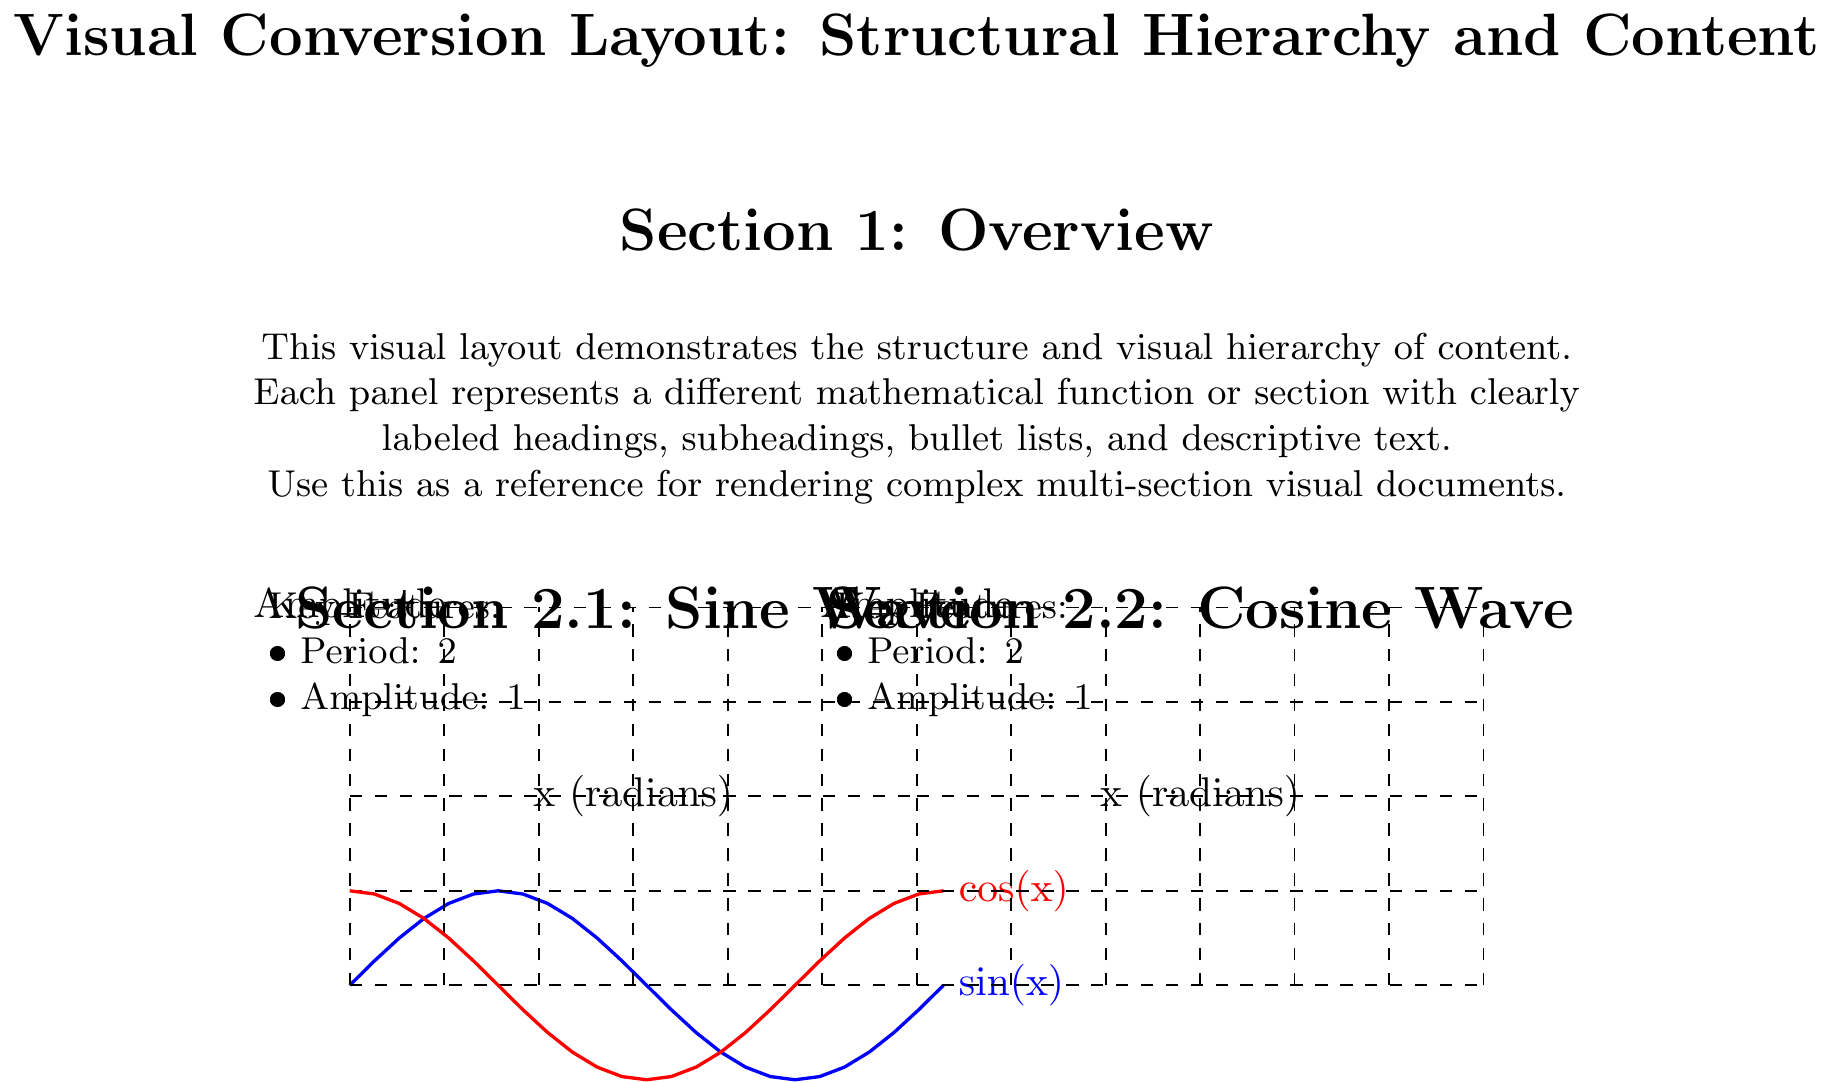 Visual Conversion Layout: Structural Hierarchy and Content
Section 1: Overview
This visual layout demonstrates the structure and visual hierarchy of content.
Each panel represents a different mathematical function or section with clearly
labeled headings, subheadings, bullet lists, and descriptive text.
Use this as a reference for rendering complex multi-section visual documents.
Section 2.1: Sine Wave
Amplitude
Key Features:
• Period: 2
• Amplitude: 1
x (radians)
Section 2.2: Cosine Wave
Amplitude
Key Features:
• Period: 2
• Amplitude: 1
x (radians)
cos(x)
sin(x)